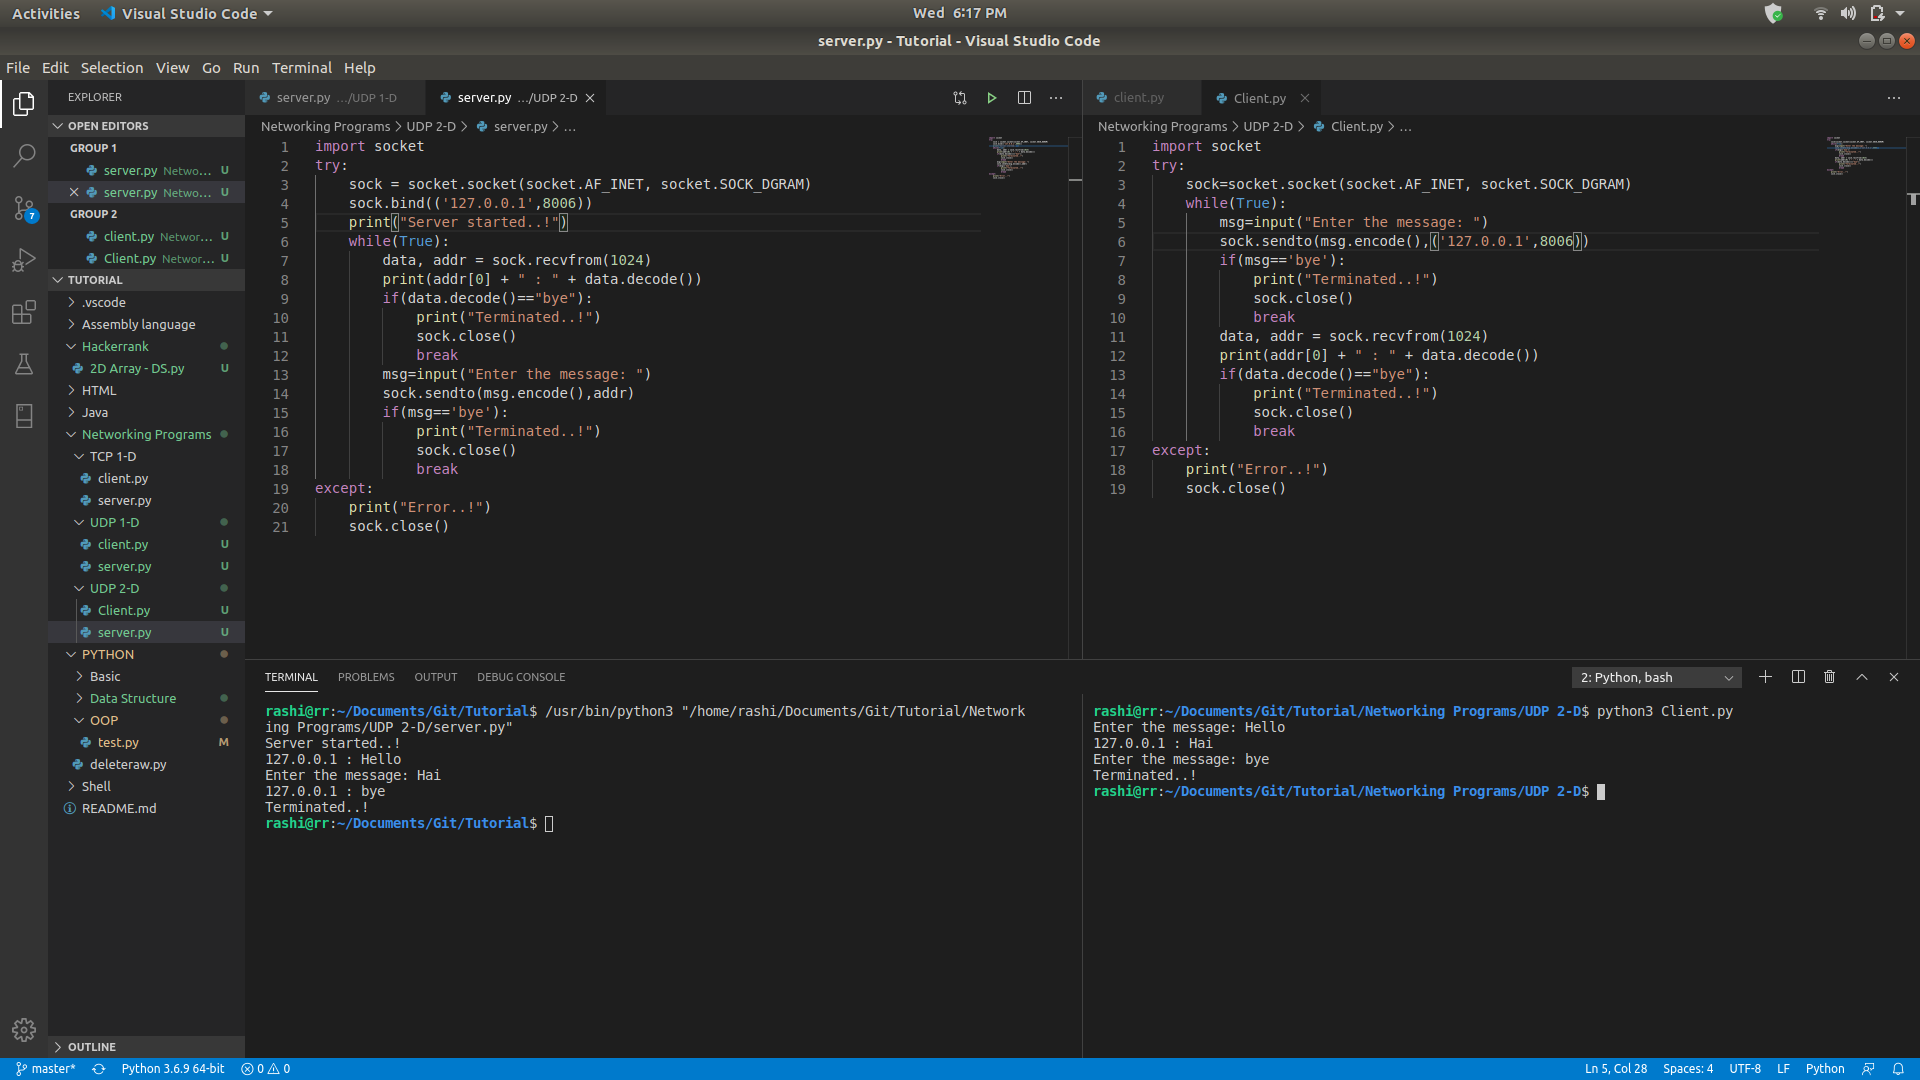 Activities Visual Studio Code Wed 6:17 PM
server.py - Tutorial - Visual Studio Code
File Edit Selection View Go Run Terminal Help
EXPLORER
OPEN EDITORS
GROUP 1
server.py Netwo... U
server.py Netwo... U
GROUP 2
client.py Networ... U
Client.py Networ... U
TUTORIAL
.vscode
Assembly language
Hackerrank
2D Array - DS.py U
HTML
Java
Networking Programs
TCP 1-D
client.py
server.py
UDP 1-D
client.py U
server.py U
UDP 2-D
Client.py U
server.py U
PYTHON
Basic
Data Structure
OOP
test.py M
deleteraw.py
Shell
README.md
OUTLINE
7
server.py .../UDP 1-D server.py .../UDP 2-D
Networking Programs > UDP 2-D > server.py > ...
1 import socket
2 try:
3 sock = socket.socket(socket.AF_INET, socket.SOCK_DGRAM)
4 sock.bind(('127.0.0.1',8006))
5 print("Server started..!")
6 while(True):
7 data, addr = sock.recvfrom(1024)
8 print(addr[0] + " : " + data.decode())
9 if(data.decode()=="bye"):
10 print("Terminated..!")
11 sock.close()
12 break
13 msg=input("Enter the message: ")
14 sock.sendto(msg.encode(),addr)
15 if(msg=='bye'):
16 print("Terminated..!")
17 sock.close()
18 break
19 except:
20 print("Error..!")
21 sock.close()
client.py Client.py
Networking Programs > UDP 2-D > Client.py > ...
1 import socket
2 try:
3 sock=socket.socket(socket.AF_INET, socket.SOCK_DGRAM)
4 while(True):
5 msg=input("Enter the message: ")
6 sock.sendto(msg.encode(),('127.0.0.1',8006))
7 if(msg=='bye'):
8 print("Terminated..!")
9 sock.close()
10 break
11 data, addr = sock.recvfrom(1024)
12 print(addr[0] + " : " + data.decode())
13 if(data.decode()=="bye"):
14 print("Terminated..!")
15 sock.close()
16 break
17 except:
18 print("Error..!")
19 sock.close()
TERMINAL PROBLEMS OUTPUT DEBUG CONSOLE 2: Python, bash
rashi@rr:~/Documents/Git/Tutorial$ /usr/bin/python3 "/home/rashi/Documents/Git/Tutorial/Network
ing Programs/UDP 2-D/server.py"
Server started..!
127.0.0.1 : Hello
Enter the message: Hai
127.0.0.1 : bye
Terminated..!
rashi@rr:~/Documents/Git/Tutorial$
rashi@rr:~/Documents/Git/Tutorial/Networking Programs/UDP 2-D$ python3 Client.py
Enter the message: Hello
127.0.0.1 : Hai
Enter the message: bye
Terminated..!
rashi@rr:~/Documents/Git/Tutorial/Networking Programs/UDP 2-D$
master* Python 3.6.9 64-bit 0 0 Ln 5, Col 28 Spaces: 4 UTF-8 LF Python